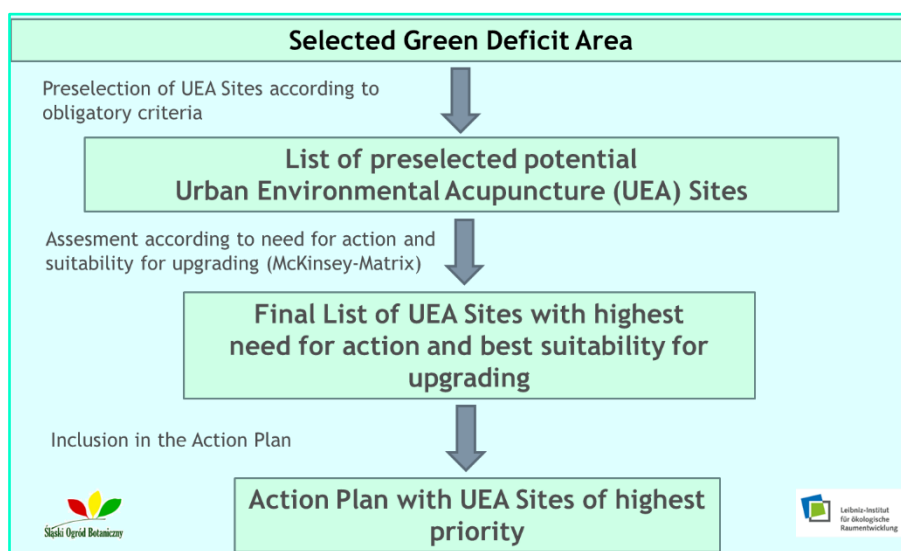 Selected Green Deficit Area
Preselection of UEA Sites according to
obligatory criteria
List of preselected potential
Urban Environmental Acupuncture (UEA) Sites
Assesment according to need for action and
suitability for upgrading (McKinsey-Matrix)
Final List of UEA Sites with highest
need for action and best suitability for
upgrading
Inclusion in the Action Plan
Action Plan with UEA Sites of highest
priority
Śląski Ogród Botaniczny
Leibniz-Institut
für ökologische
Raumentwicklung